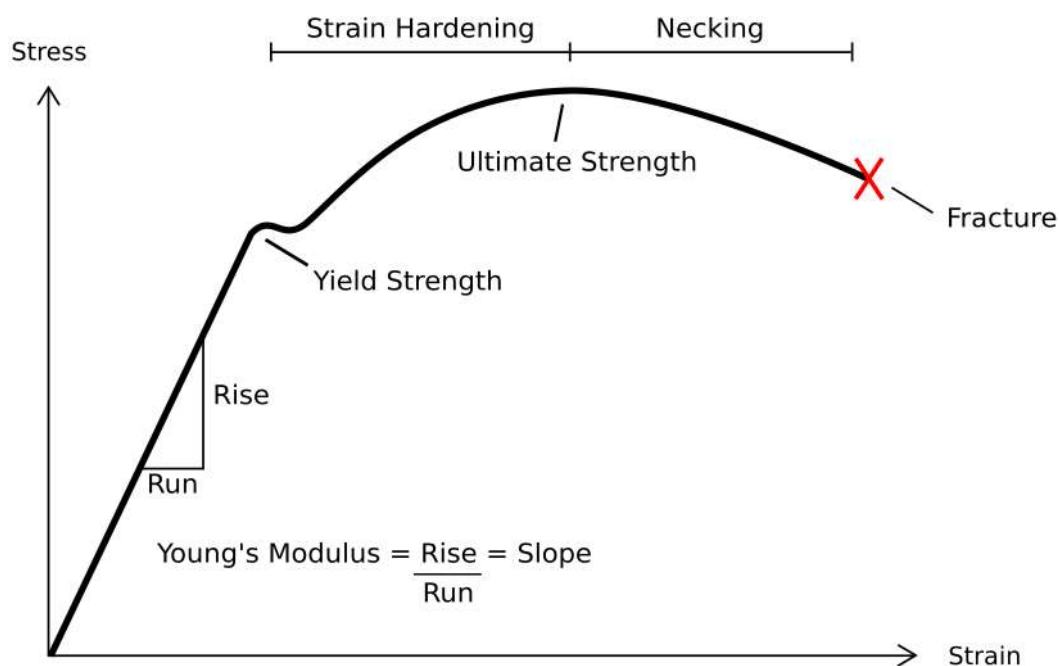 Strain Hardening
Necking
Stress
Ultimate Strength
Fracture
Yield Strength
Rise
Run
Young's Modulus = Rise = Slope
Run
Strain